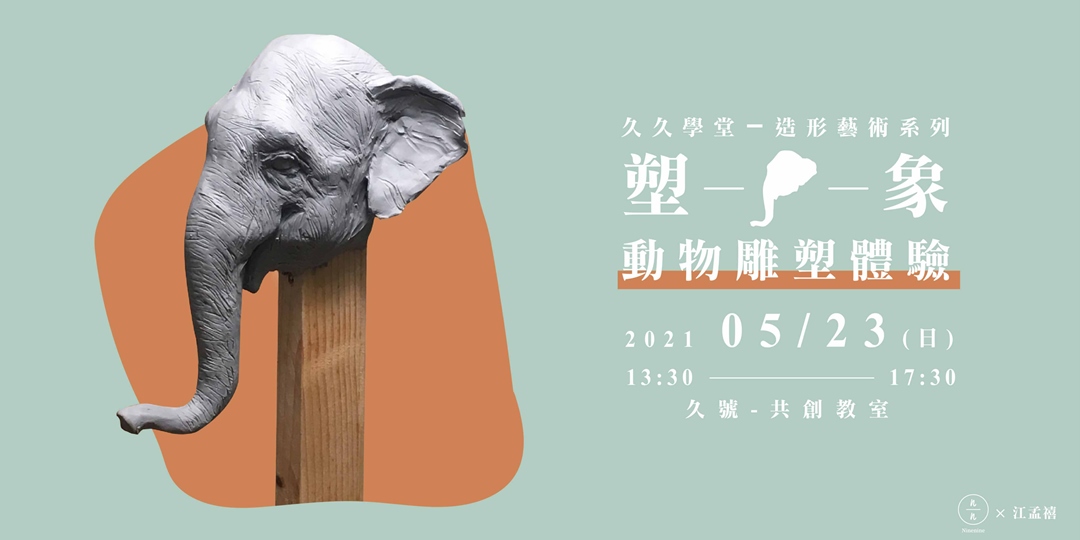 久久學堂－造形藝術系列
塑 — — 象
動物雕塑體驗
2021 05/23(日)
13:30 — 17:30
久號-共創教室
× 江孟禧